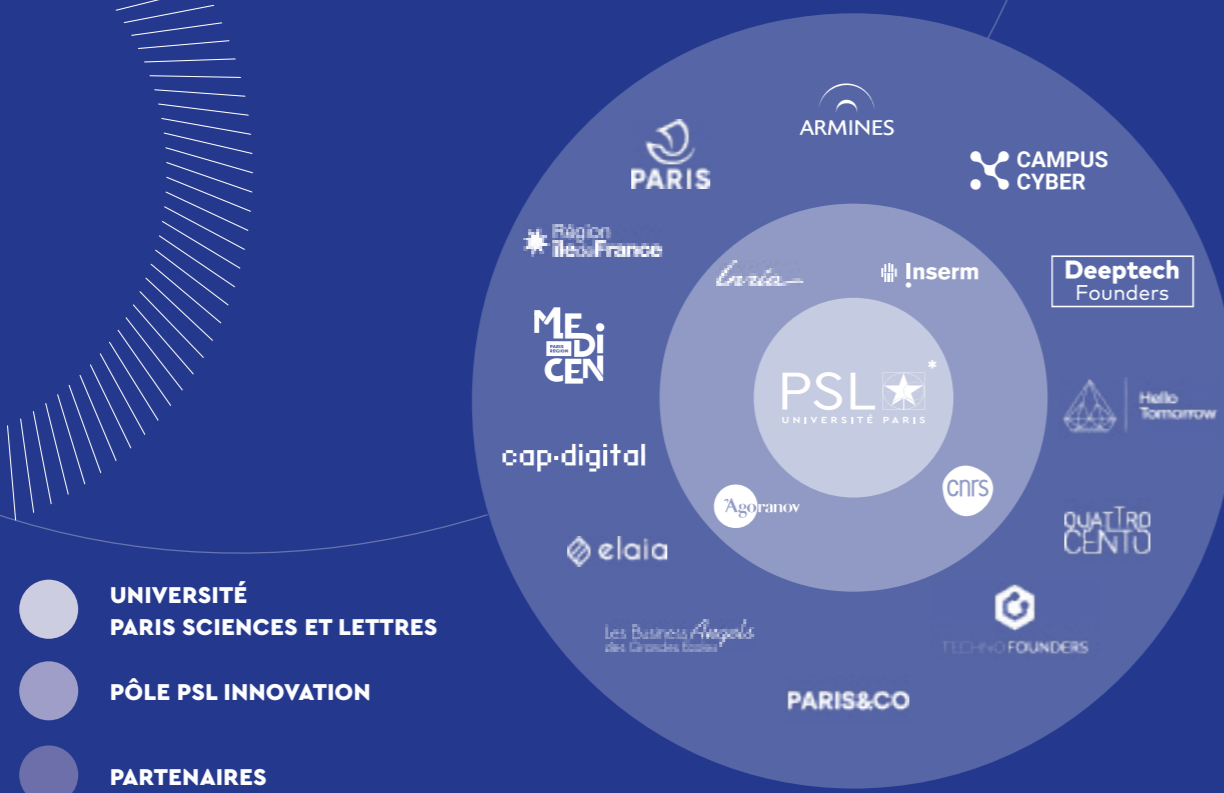 ARMINES
PARIS
CAMPUS
CYBER
Région
îledeFrance
Inria
Inserm
Deeptech
Founders
MEDiCEN
PARIS
REGION
PSL*
UNIVERSITÉ PARIS
Hello
Tomorrow
cap·digital
Agoranov
cnrs
QUATTRO
CENTO
elaia
Les Business Angels
des Grandes Écoles
TECHNOFOUNDERS
PARIS&CO
UNIVERSITÉ
PARIS SCIENCES ET LETTRES
PÔLE PSL INNOVATION
PARTENAIRES